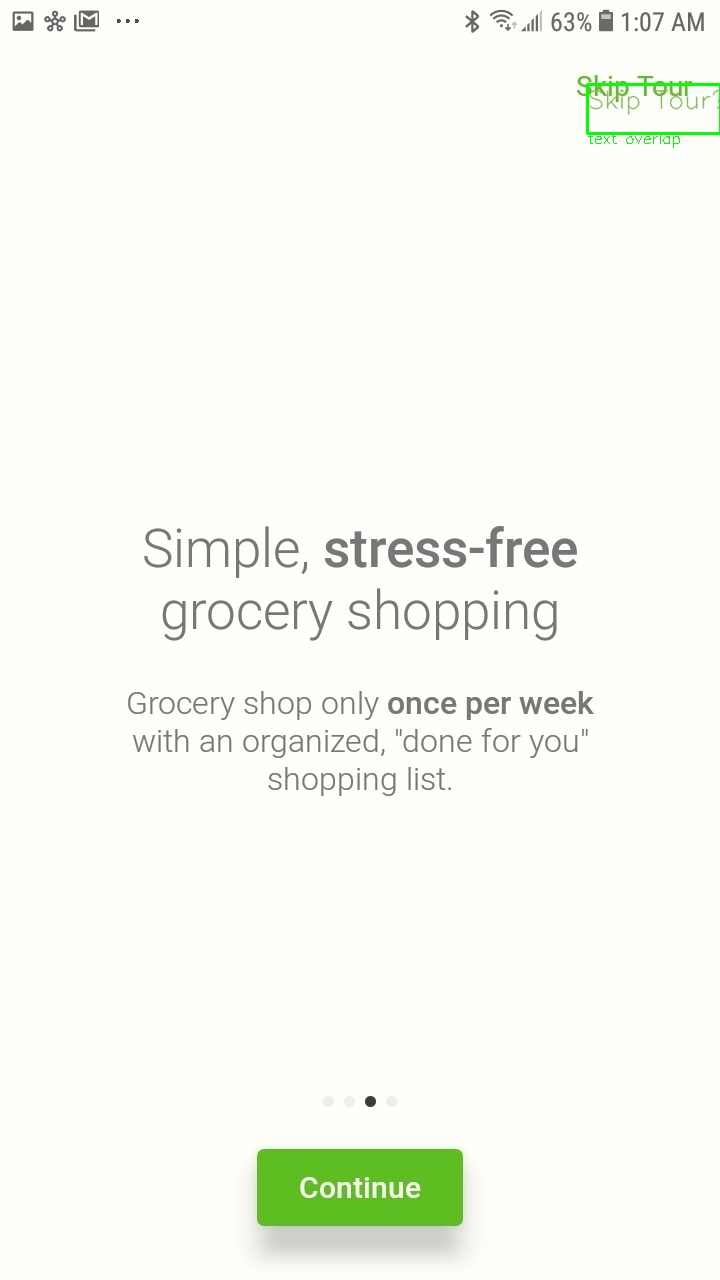 63% 1:07 AM
Skip Tour
Skip Tour?
text overlap
Simple, stress-free
grocery shopping
Grocery shop only once per week
with an organized, "done for you"
shopping list.
Continue